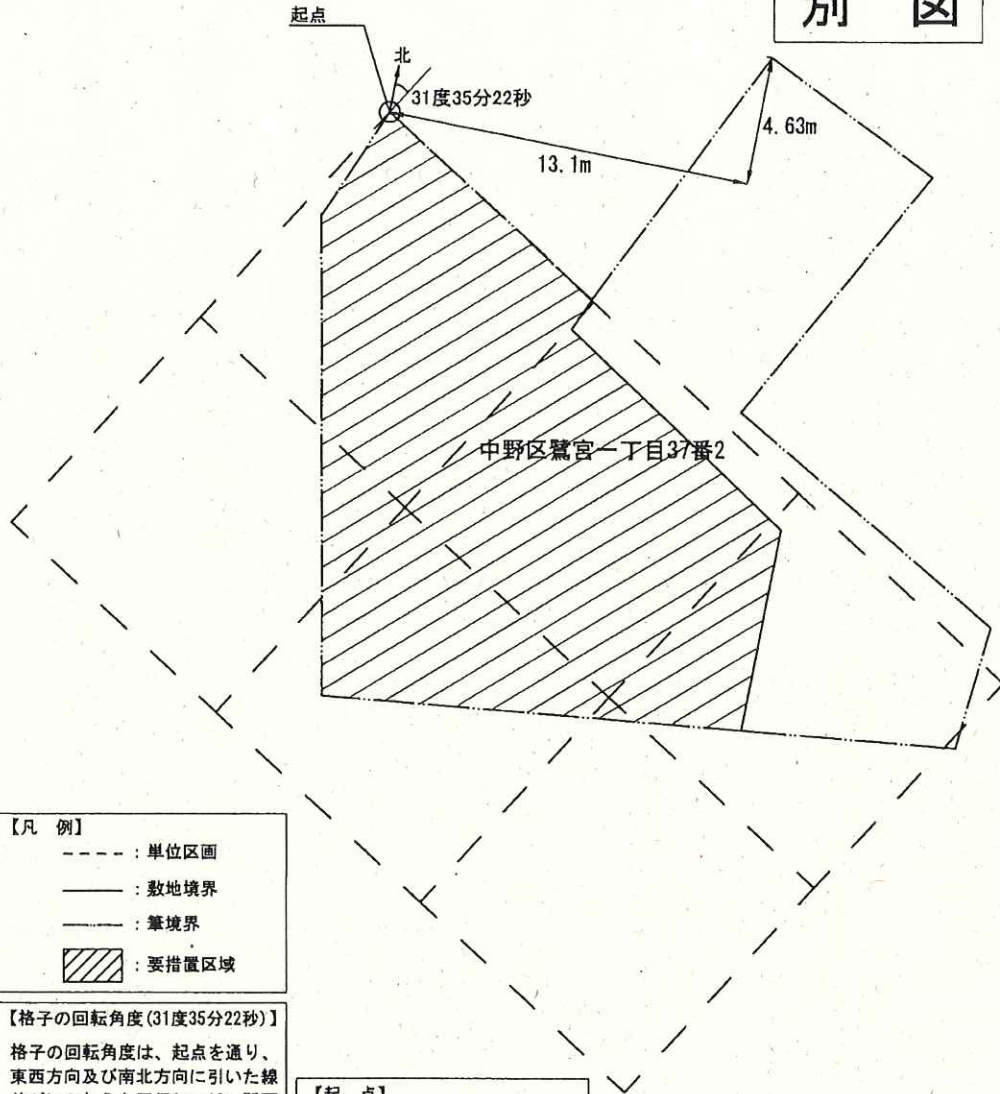 別 図
起点
北
31度35分22秒
4.63m
13.1m
中野区鷺宮一丁目37番2
【凡 例】
：単位区画
：敷地境界
：筆境界
：要措置区域
【格子の回転角度(31度35分22秒)】
格子の回転角度は、起点を通り、
東西方向及び南北方向に引いた線
【起 点】